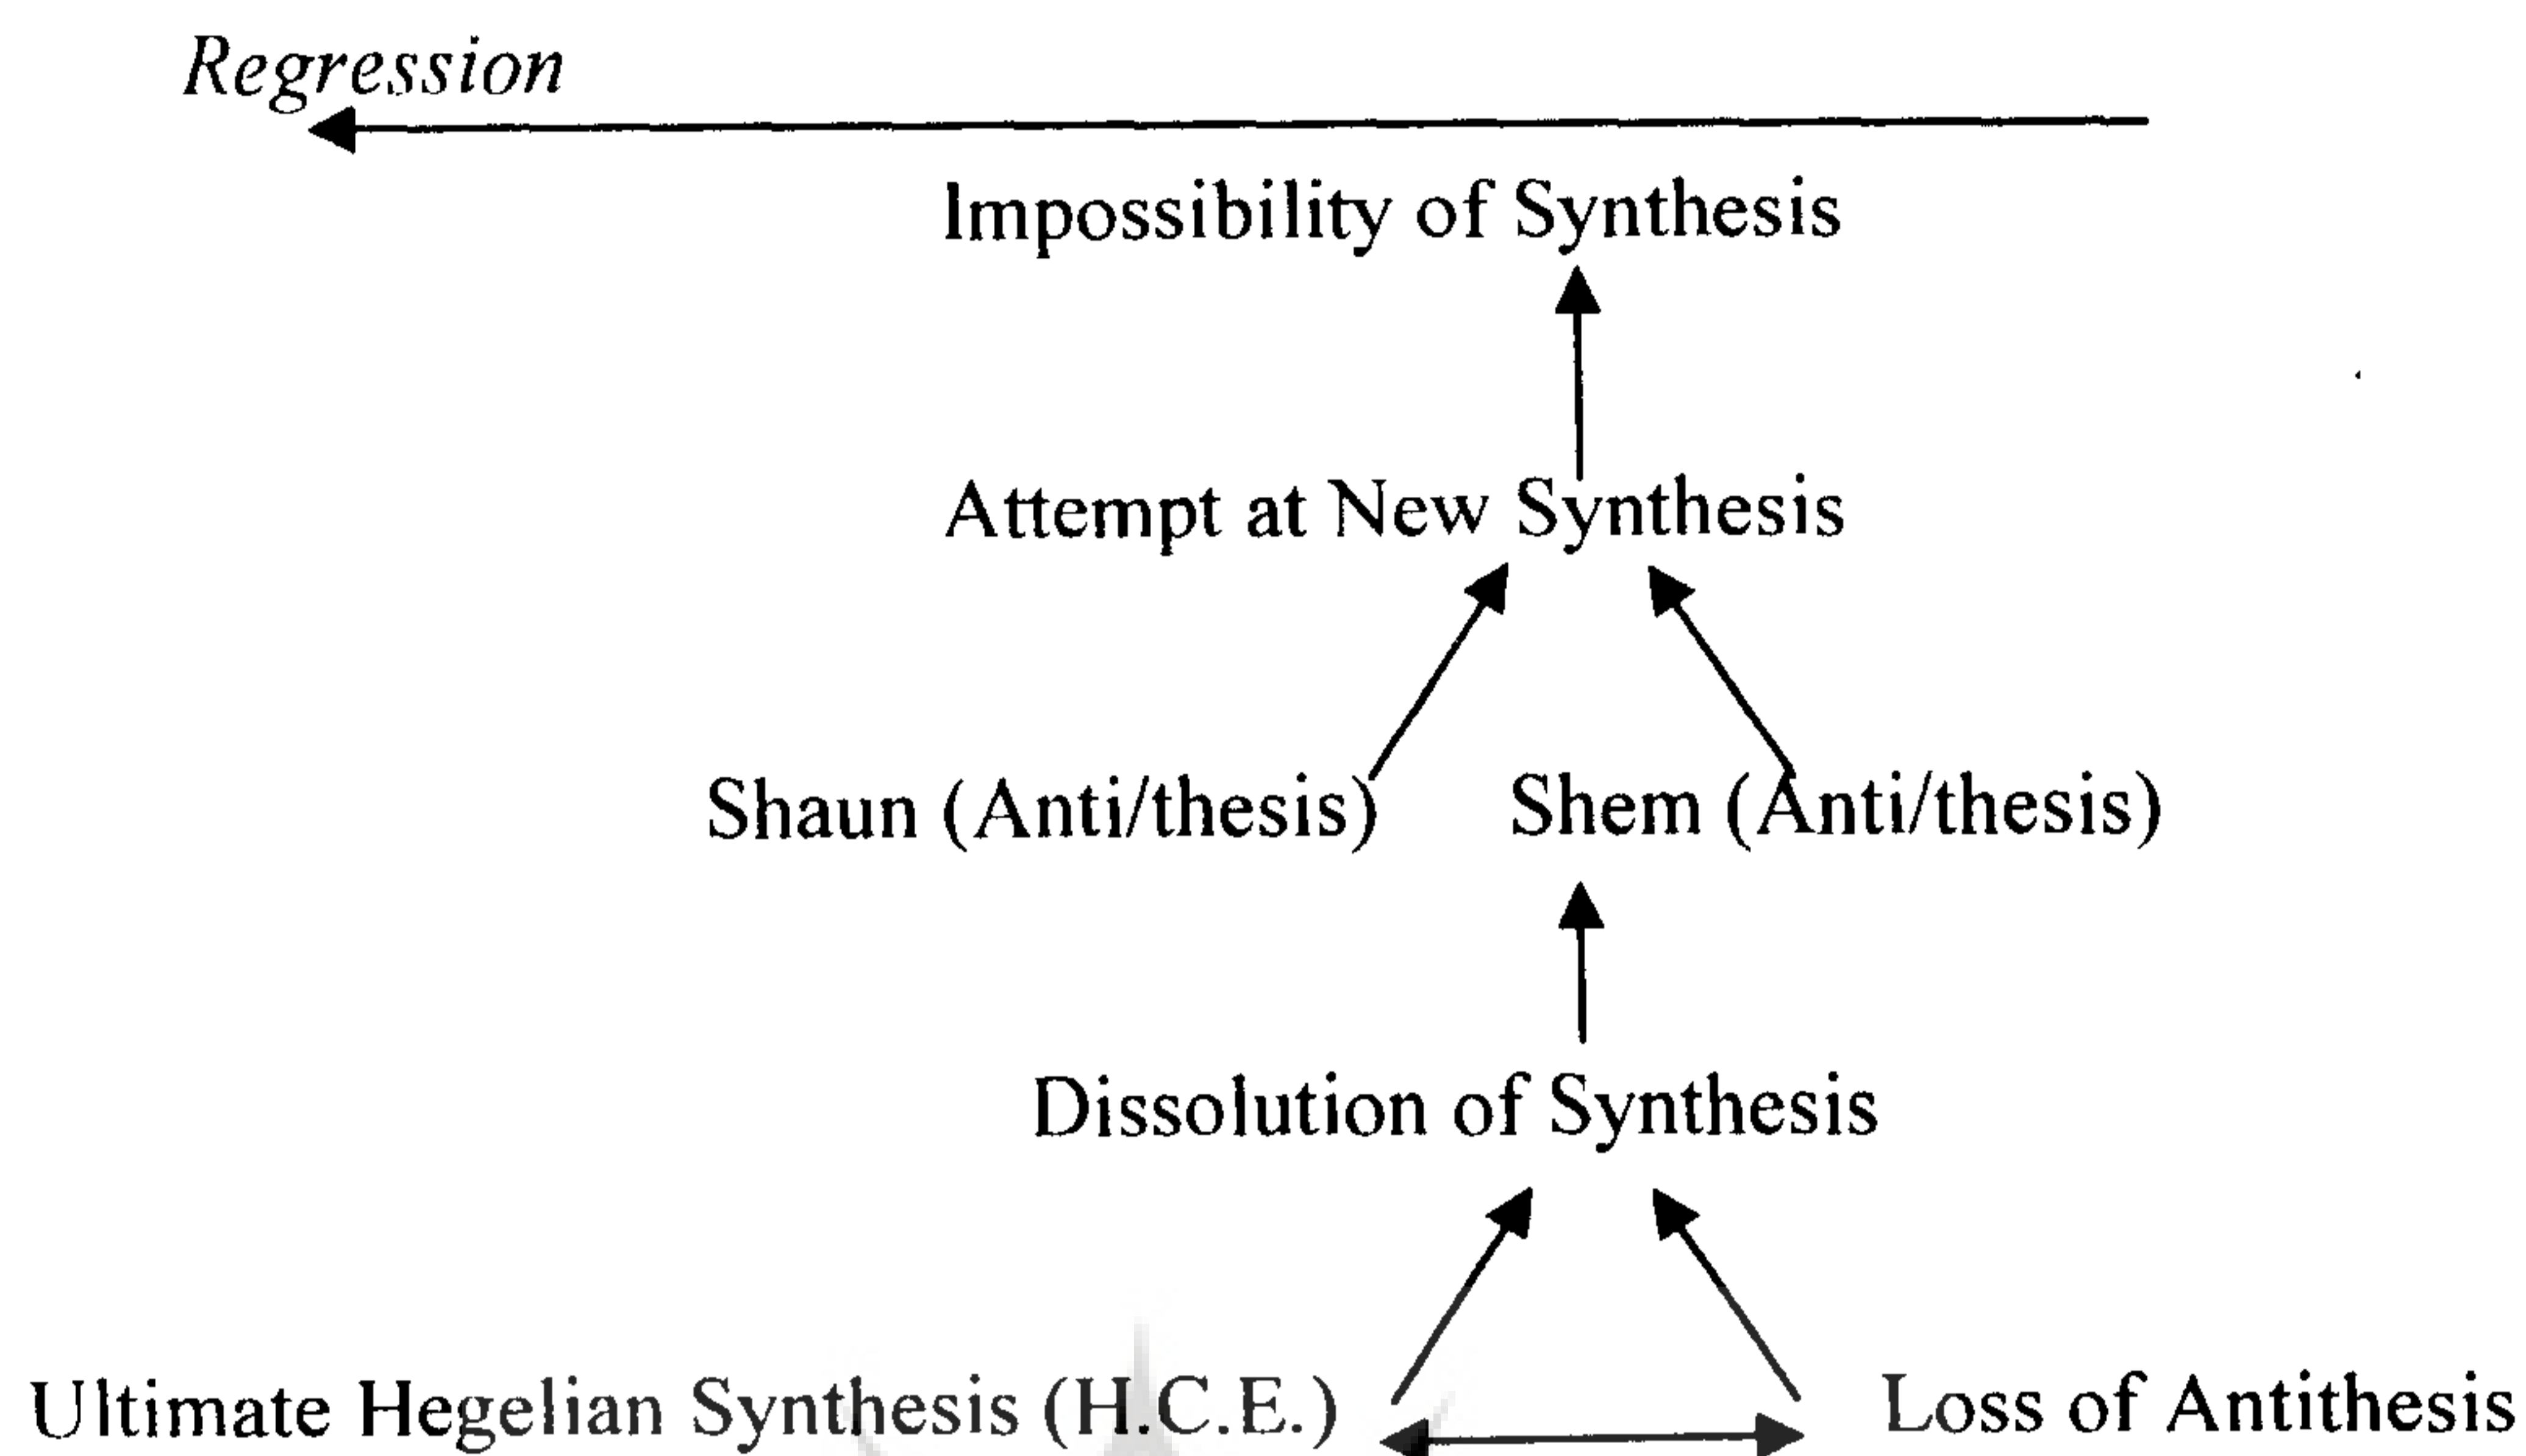 Regression
Impossibility of Synthesis
Attempt at New Synthesis
Shaun (Anti/thesis) Shem (Anti/thesis)
Dissolution of Synthesis
Ultimate Hegelian Synthesis (H.C.E.) Loss of Antithesis